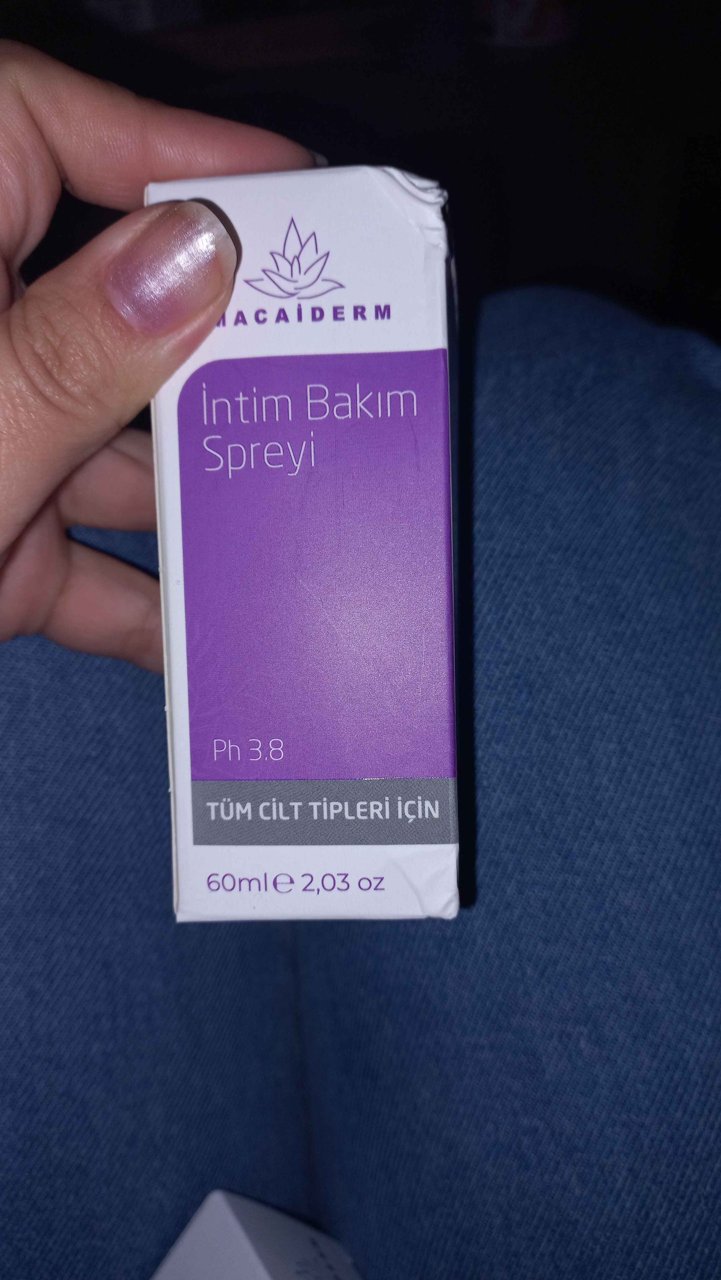 MACAİDERM
İntim Bakım
Spreyi
Ph 3.8
TÜM CİLT TİPLERİ İÇİN
60ml℮ 2,03 oz